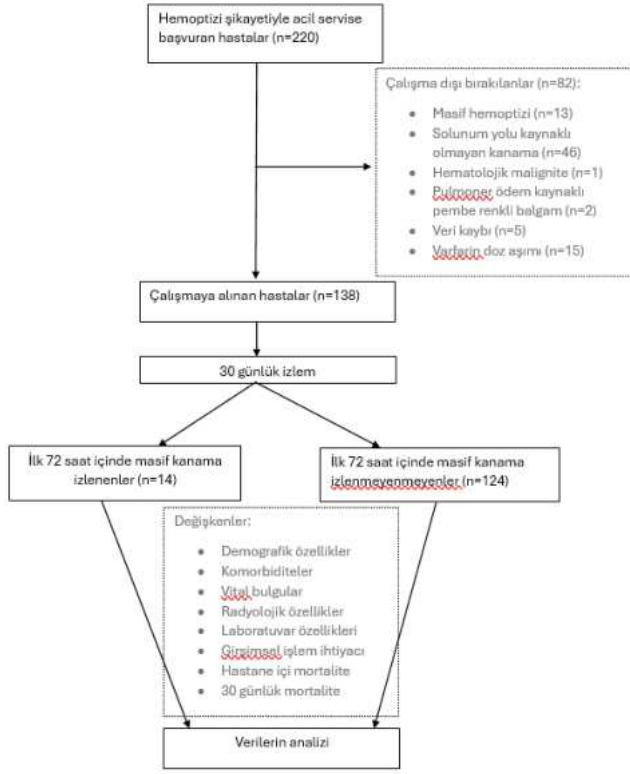 Hemoptizi şikayetiyle acil servise
başvuran hastalar (n=220)
Çalışma dışı bırakılanlar (n=82):
• Masif hemoptizi (n=13)
• Solunum yolu kaynaklı
olmayan kanama (n=46)
• Hematolojik malignite (n=1)
• Pulmoner ödem kaynaklı
pembe renkli balgam (n=2)
• Veri kaybı (n=5)
• Varfarin doz aşımı (n=15)
Çalışmaya alınan hastalar (n=138)
30 günlük izlem
İlk 72 saat içinde masif kanama
izlenenler (n=14)
İlk 72 saat içinde masif kanama
izlenmeyenmeyenler (n=124)
Değişkenler:
• Demografik özellikler
• Komorbiditeler
• Vital bulgular
• Radyolojik özellikler
• Laboratuvar özellikleri
• Girşimsel işlem ihtiyacı
• Hastane içi mortalite
• 30 günlük mortalite
Verilerin analizi